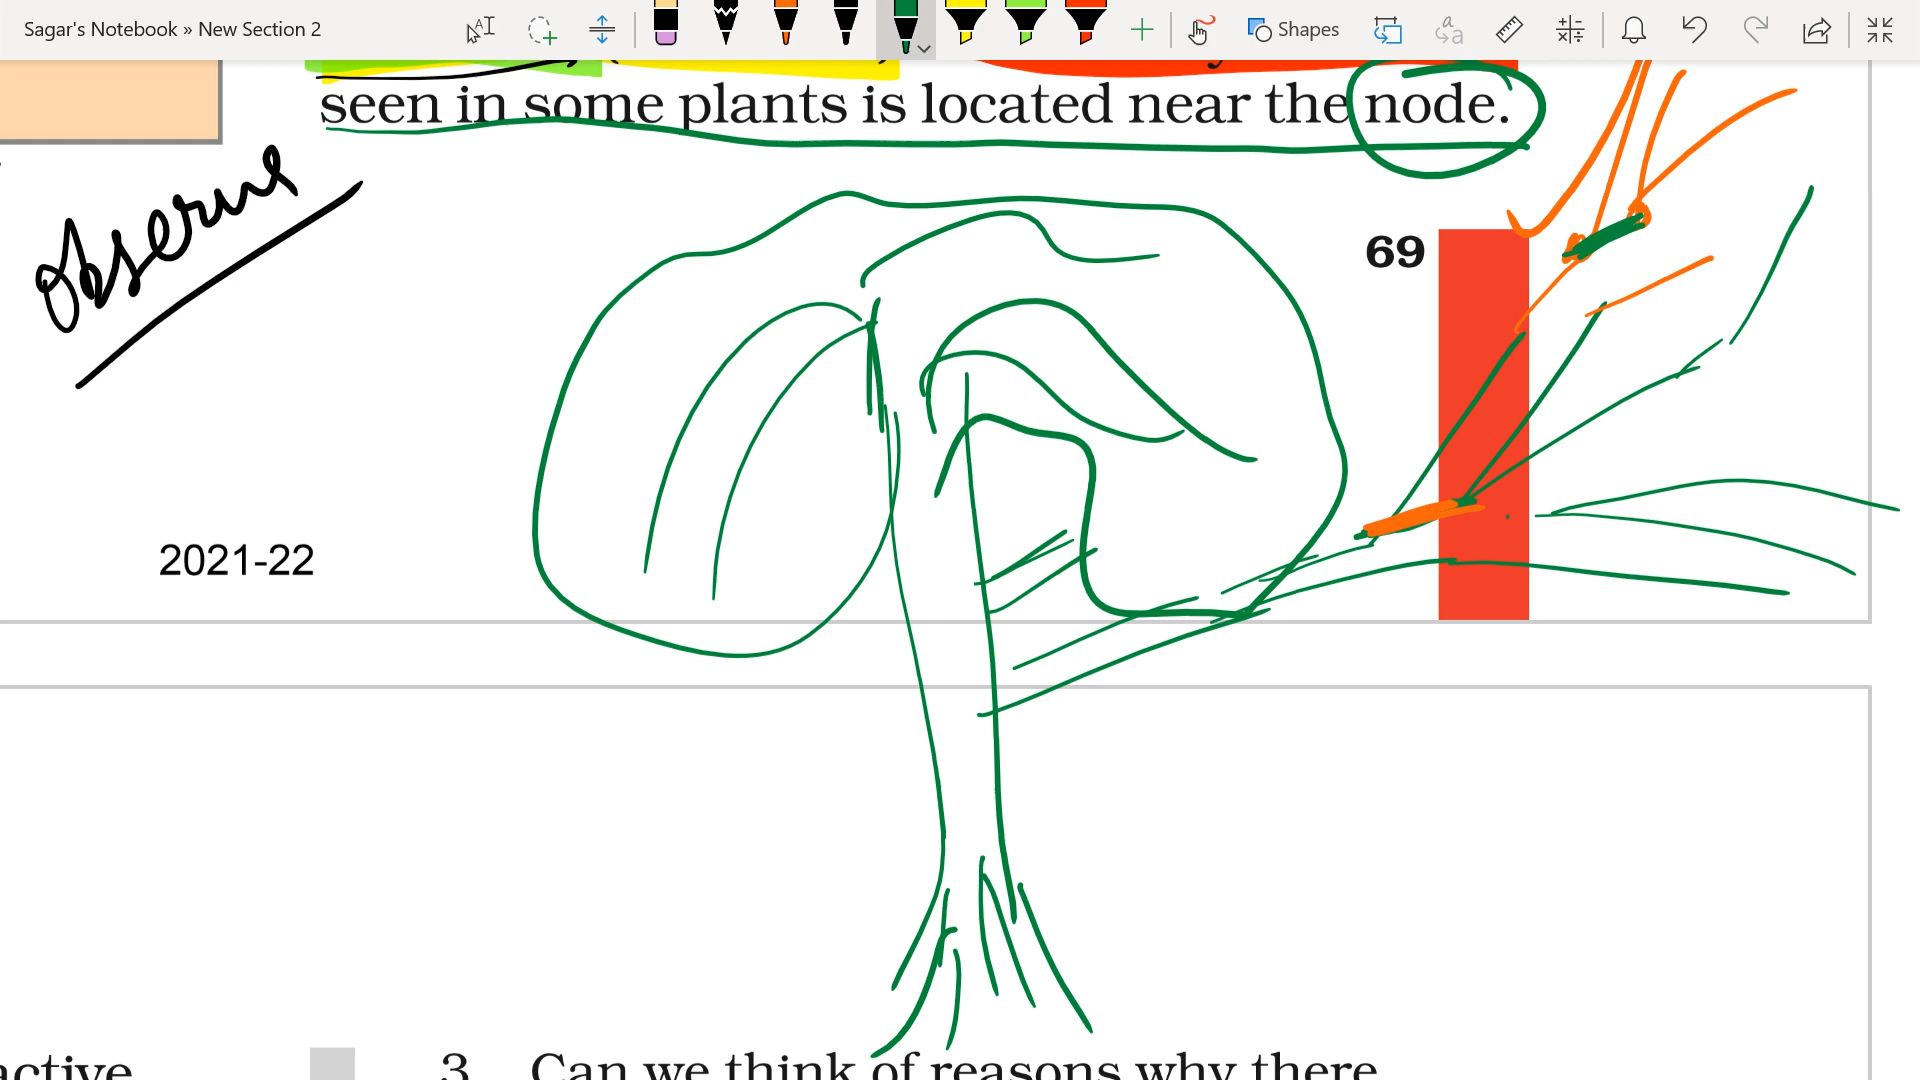 Sagar's Notebook » New Section 2
Shapes
seen in some plants is located near the node.
observe
69
2021-22
active
3. Can we think of reasons why there